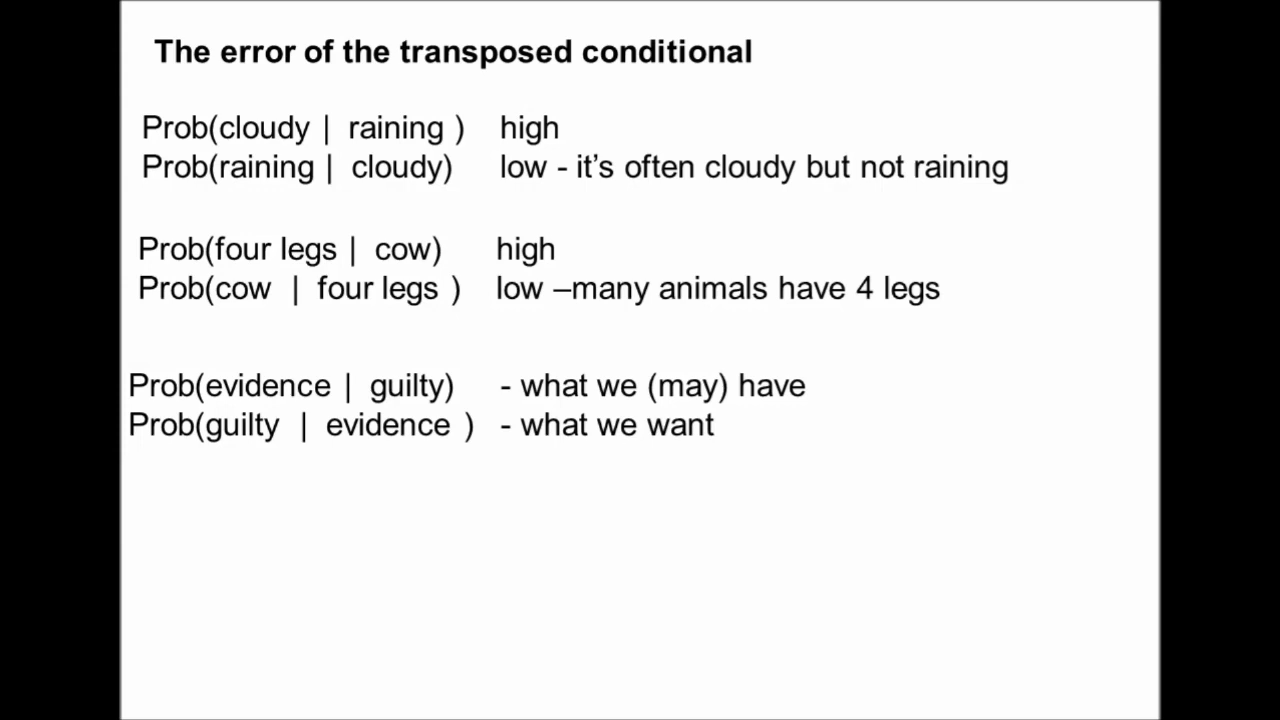 The error of the transposed conditional
Prob(cloudy | raining ) high
Prob(raining | cloudy) low - it’s often cloudy but not raining
Prob(four legs | cow) high
Prob(cow | four legs ) low –many animals have 4 legs
Prob(evidence | guilty) - what we (may) have
Prob(guilty | evidence ) - what we want